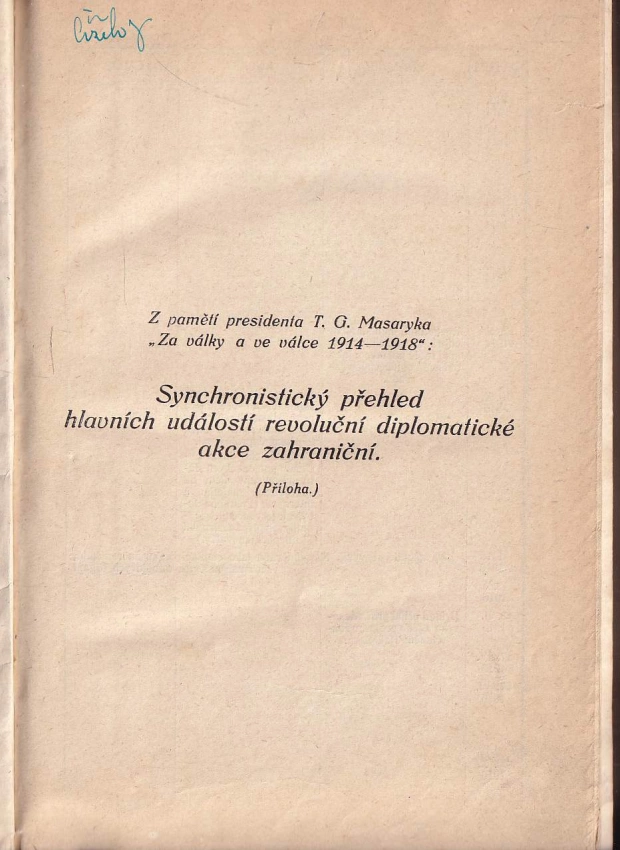 Z pamětí presidenta T. G. Masaryka
„Za války a ve válce 1914—1918“:
Synchronistický přehled
hlavních událostí revoluční diplomatické
akce zahraniční.
(Příloha.)